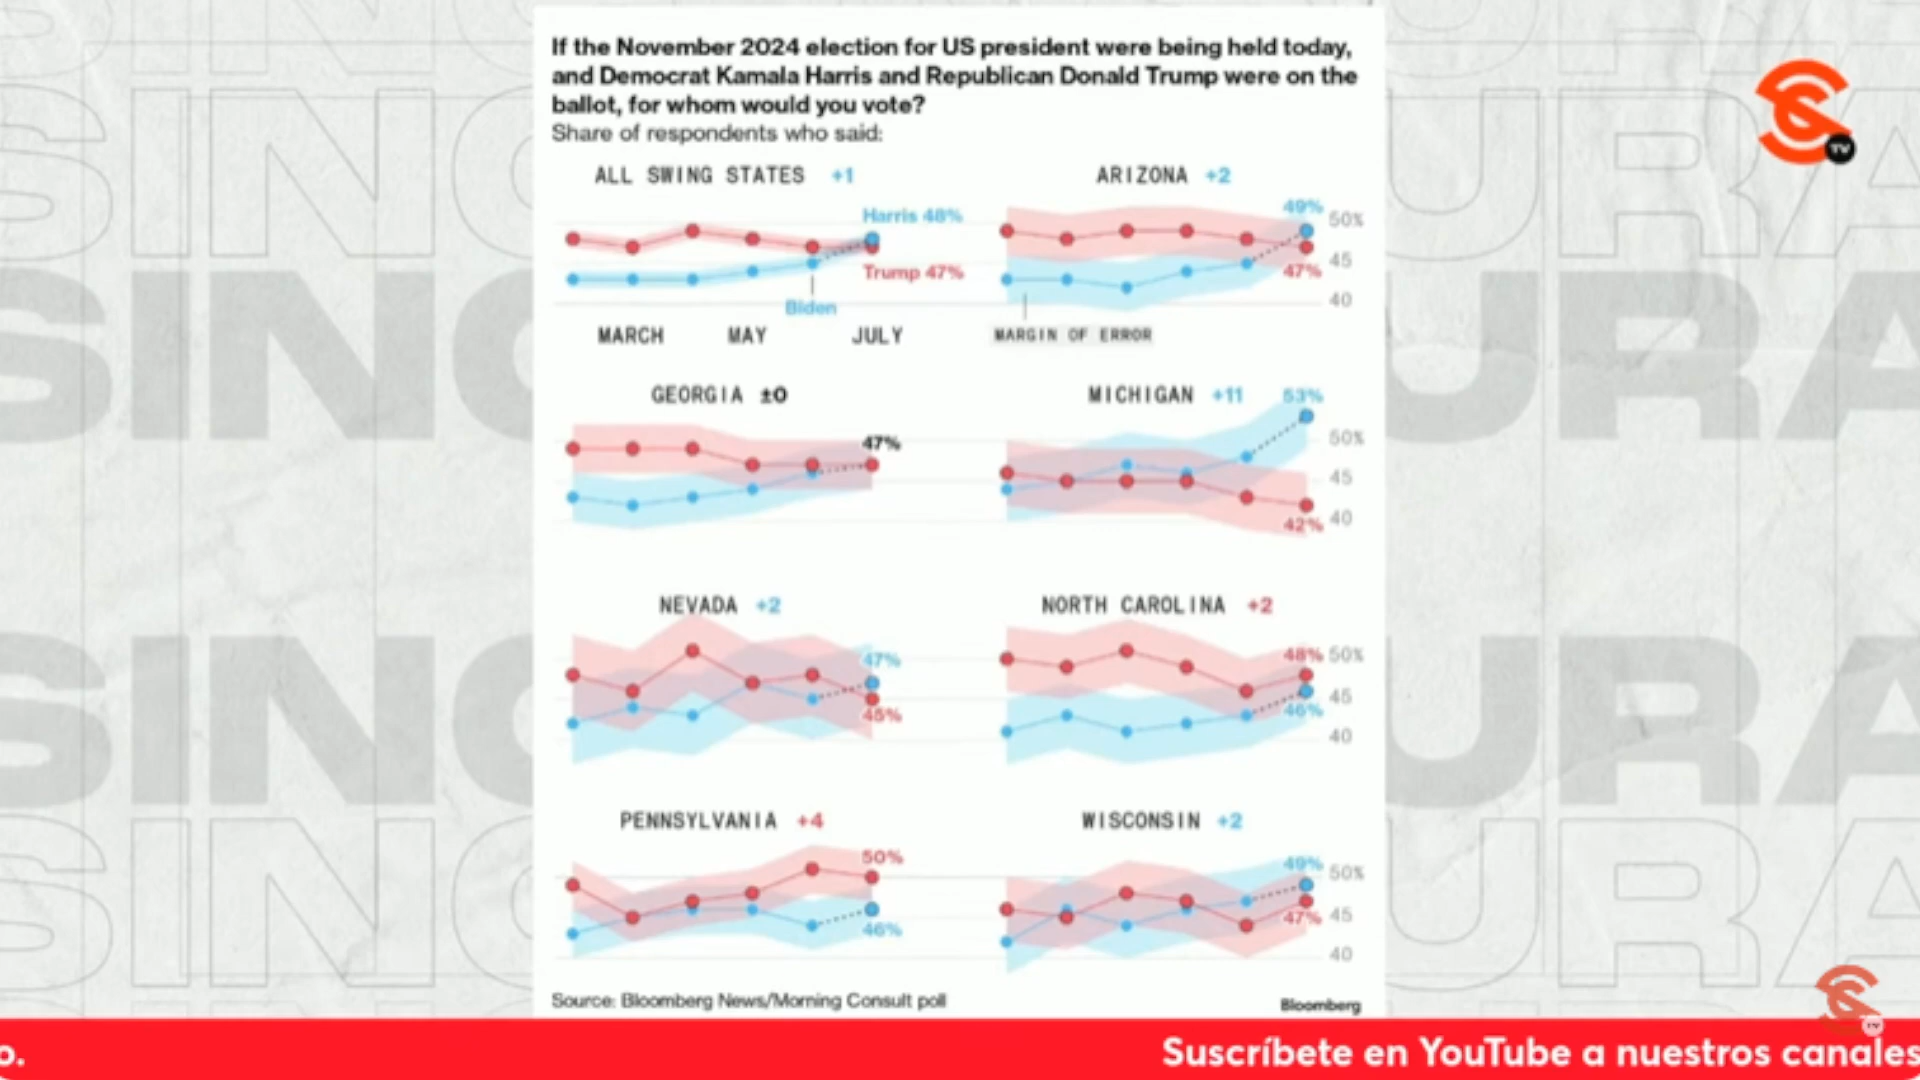 If the November 2024 election for US president were being held today,
and Democrat Kamala Harris and Republican Donald Trump were on the
ballot, for whom would you vote?
Share of respondents who said:
ALL SWING STATES +1
Harris 48%
Trump 47%
Biden
MARCH MAY JULY
ARIZONA +2
49%
50%
45
47%
40
MARGIN OF ERROR
GEORGIA ±0
47%
MICHIGAN +11
53%
50%
45
40
42%
NEVADA +2
47%
45%
NORTH CAROLINA +2
48%
50%
45
46%
40
PENNSYLVANIA +4
50%
46%
WISCONSIN +2
49%
50%
45
47%
40
Source: Bloomberg News/Morning Consult poll
Bloomberg
TV
TV
o.
Suscríbete en YouTube a nuestros canales